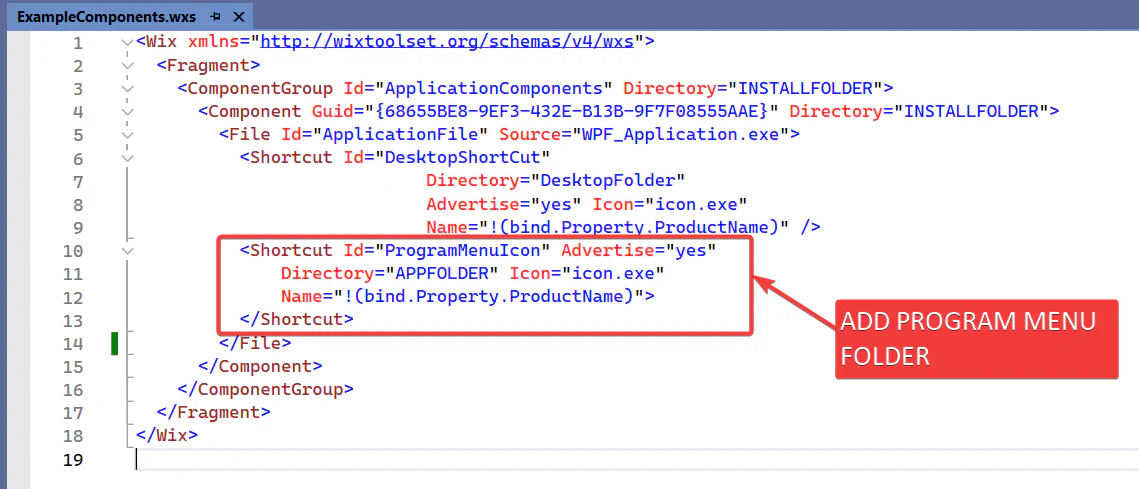 ExampleComponents.wxs
1 <Wix xmlns="http://wixtoolset.org/schemas/v4/wxs">
2 <Fragment>
3 <ComponentGroup Id="ApplicationComponents" Directory="INSTALLFOLDER">
4 <Component Guid="{68655BE8-9EF3-432E-B13B-9F7F08555AAE}" Directory="INSTALLFOLDER">
5 <File Id="ApplicationFile" Source="WPF_Application.exe">
6 <Shortcut Id="DesktopShortCut"
7 Directory="DesktopFolder"
8 Advertise="yes" Icon="icon.exe"
9 Name="!(bind.Property.ProductName)" />
10 <Shortcut Id="ProgramMenuIcon" Advertise="yes"
11 Directory="APPFOLDER" Icon="icon.exe"
12 Name="!(bind.Property.ProductName)">
13 </Shortcut>
14 </File>
15 </Component>
16 </ComponentGroup>
17 </Fragment>
18 </Wix>
19
ADD PROGRAM MENU
FOLDER